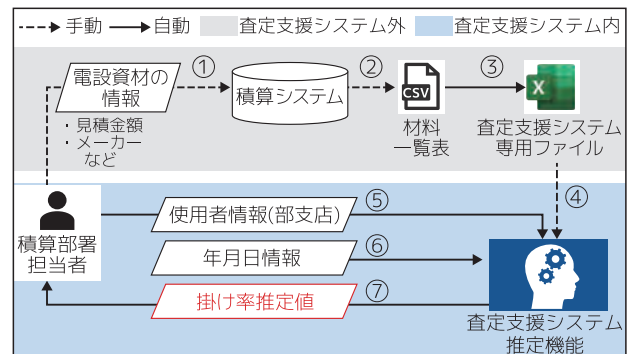 手動 自動 査定支援システム外 査定支援システム内
電設資材の
情報
・見積金額
・メーカー
など
①
積算システム
②
CSV
材料
一覧表
③
X
査定支援システム
専用ファイル
④
積算部署
担当者
使用者情報(部支店)
⑤
年月日情報
⑥
掛け率推定値
⑦
査定支援システム
推定機能